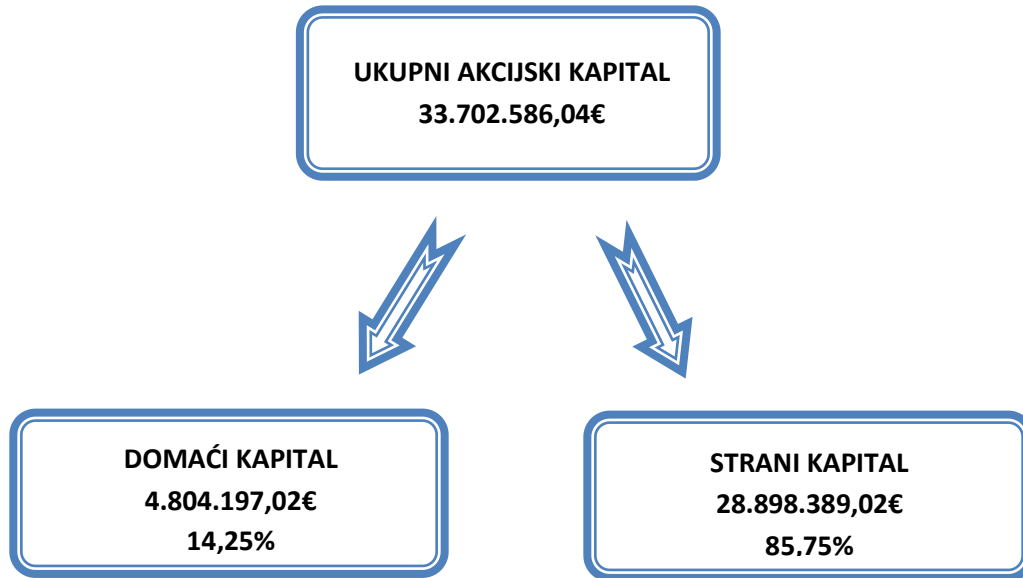 UKUPNI AKCIJSKI KAPITAL
33.702.586,04€
DOMAĆI KAPITAL
4.804.197,02€
14,25%
STRANI KAPITAL
28.898.389,02€
85,75%